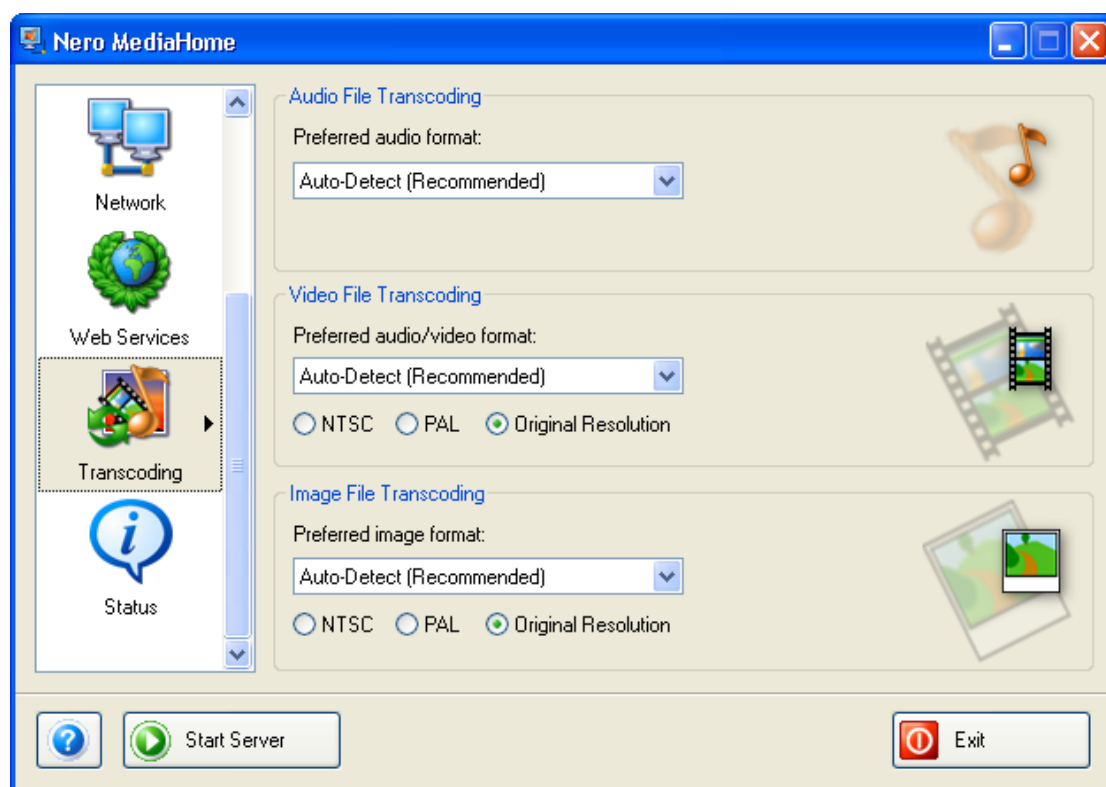 Nero MediaHome
Network
Web Services
Transcoding
Status
Audio File Transcoding
Preferred audio format:
Auto-Detect (Recommended)
Video File Transcoding
Preferred audio/video format:
Auto-Detect (Recommended)
NTSC PAL Original Resolution
Image File Transcoding
Preferred image format:
Auto-Detect (Recommended)
NTSC PAL Original Resolution
? Start Server Exit